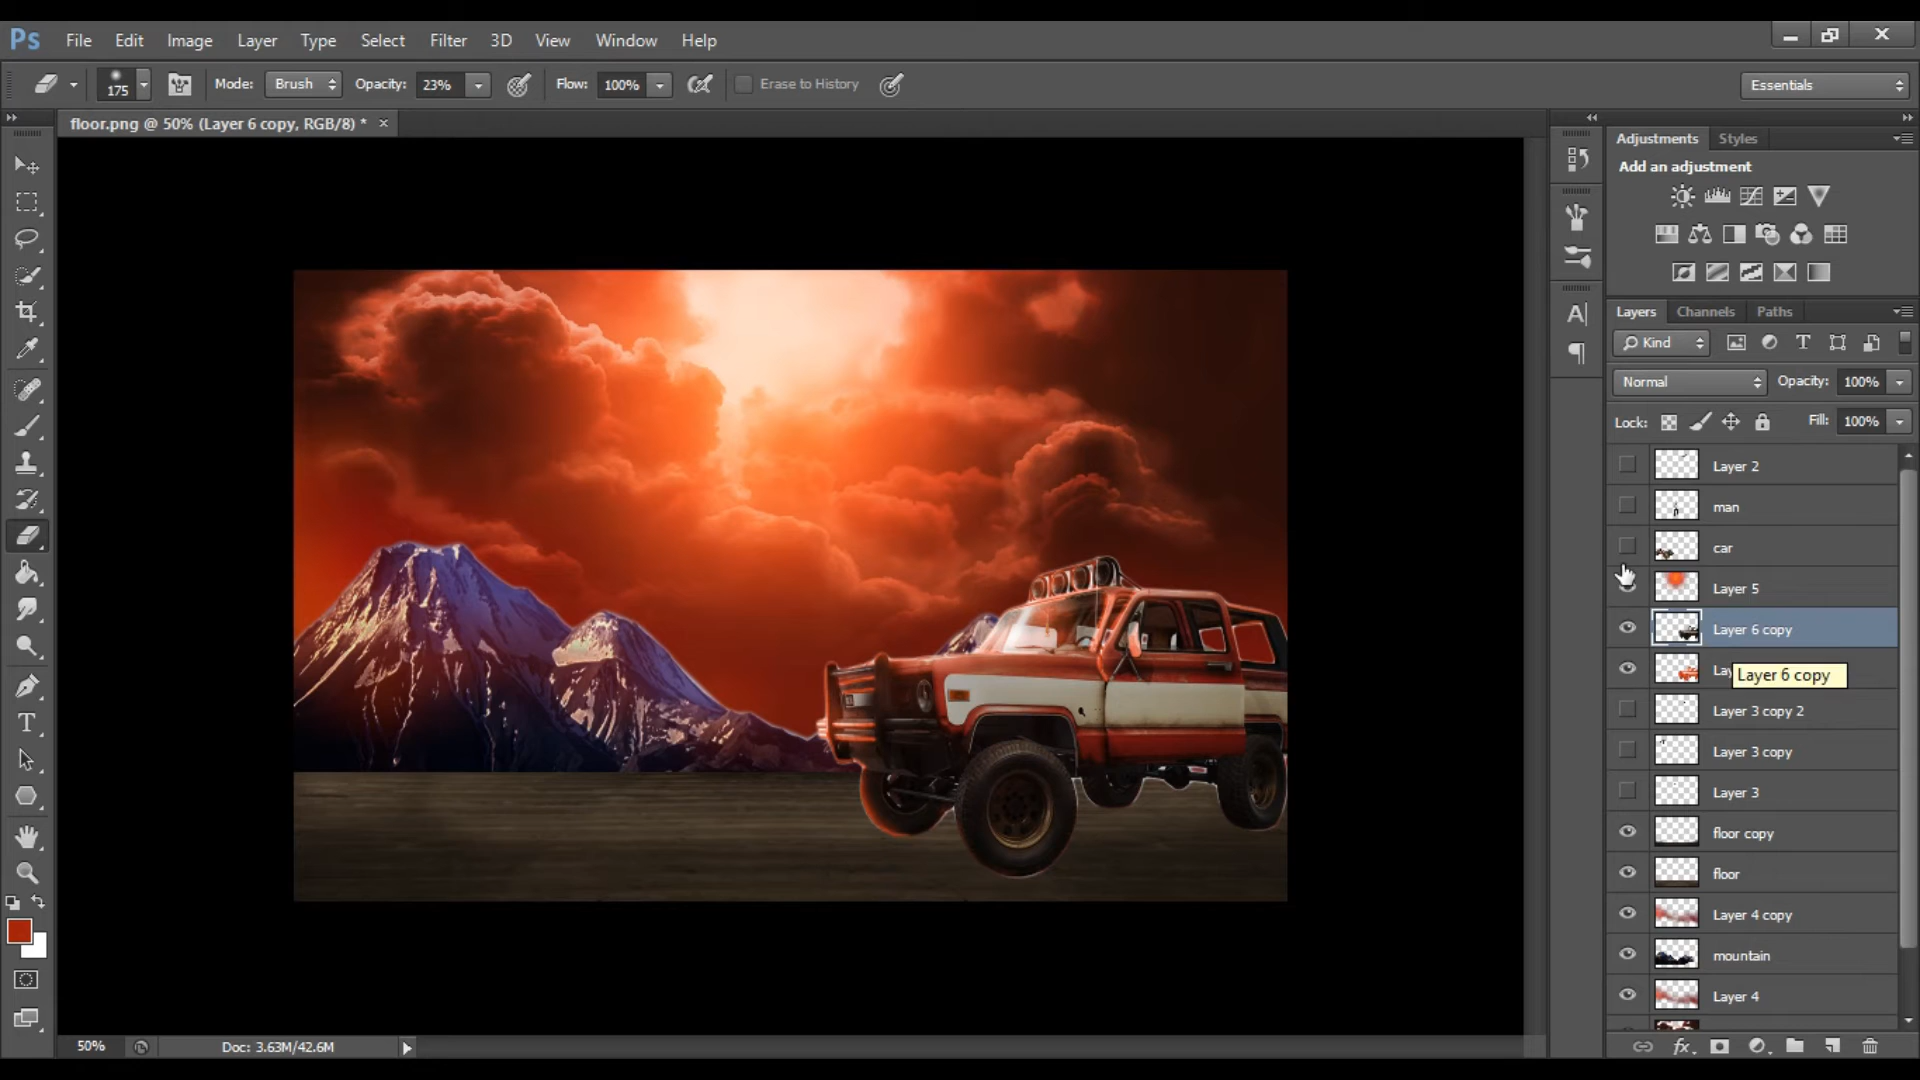 Ps File Edit Image Layer Type Select Filter 3D View Window Help
175 Mode: Brush Opacity: 23% Flow: 100% Erase to History Essentials
floor.png @ 50% (Layer 6 copy, RGB/8) * ×
Adjustments Styles
Add an adjustment
Layers Channels Paths
Kind
Normal Opacity: 100%
Lock: Fill: 100%
Layer 2
man
car
Layer 5
Layer 6 copy
Lay
Layer 6 copy
Layer 3 copy 2
Layer 3 copy
Layer 3
floor copy
floor
Layer 4 copy
mountain
Layer 4
50% Doc: 3.63M/42.6M